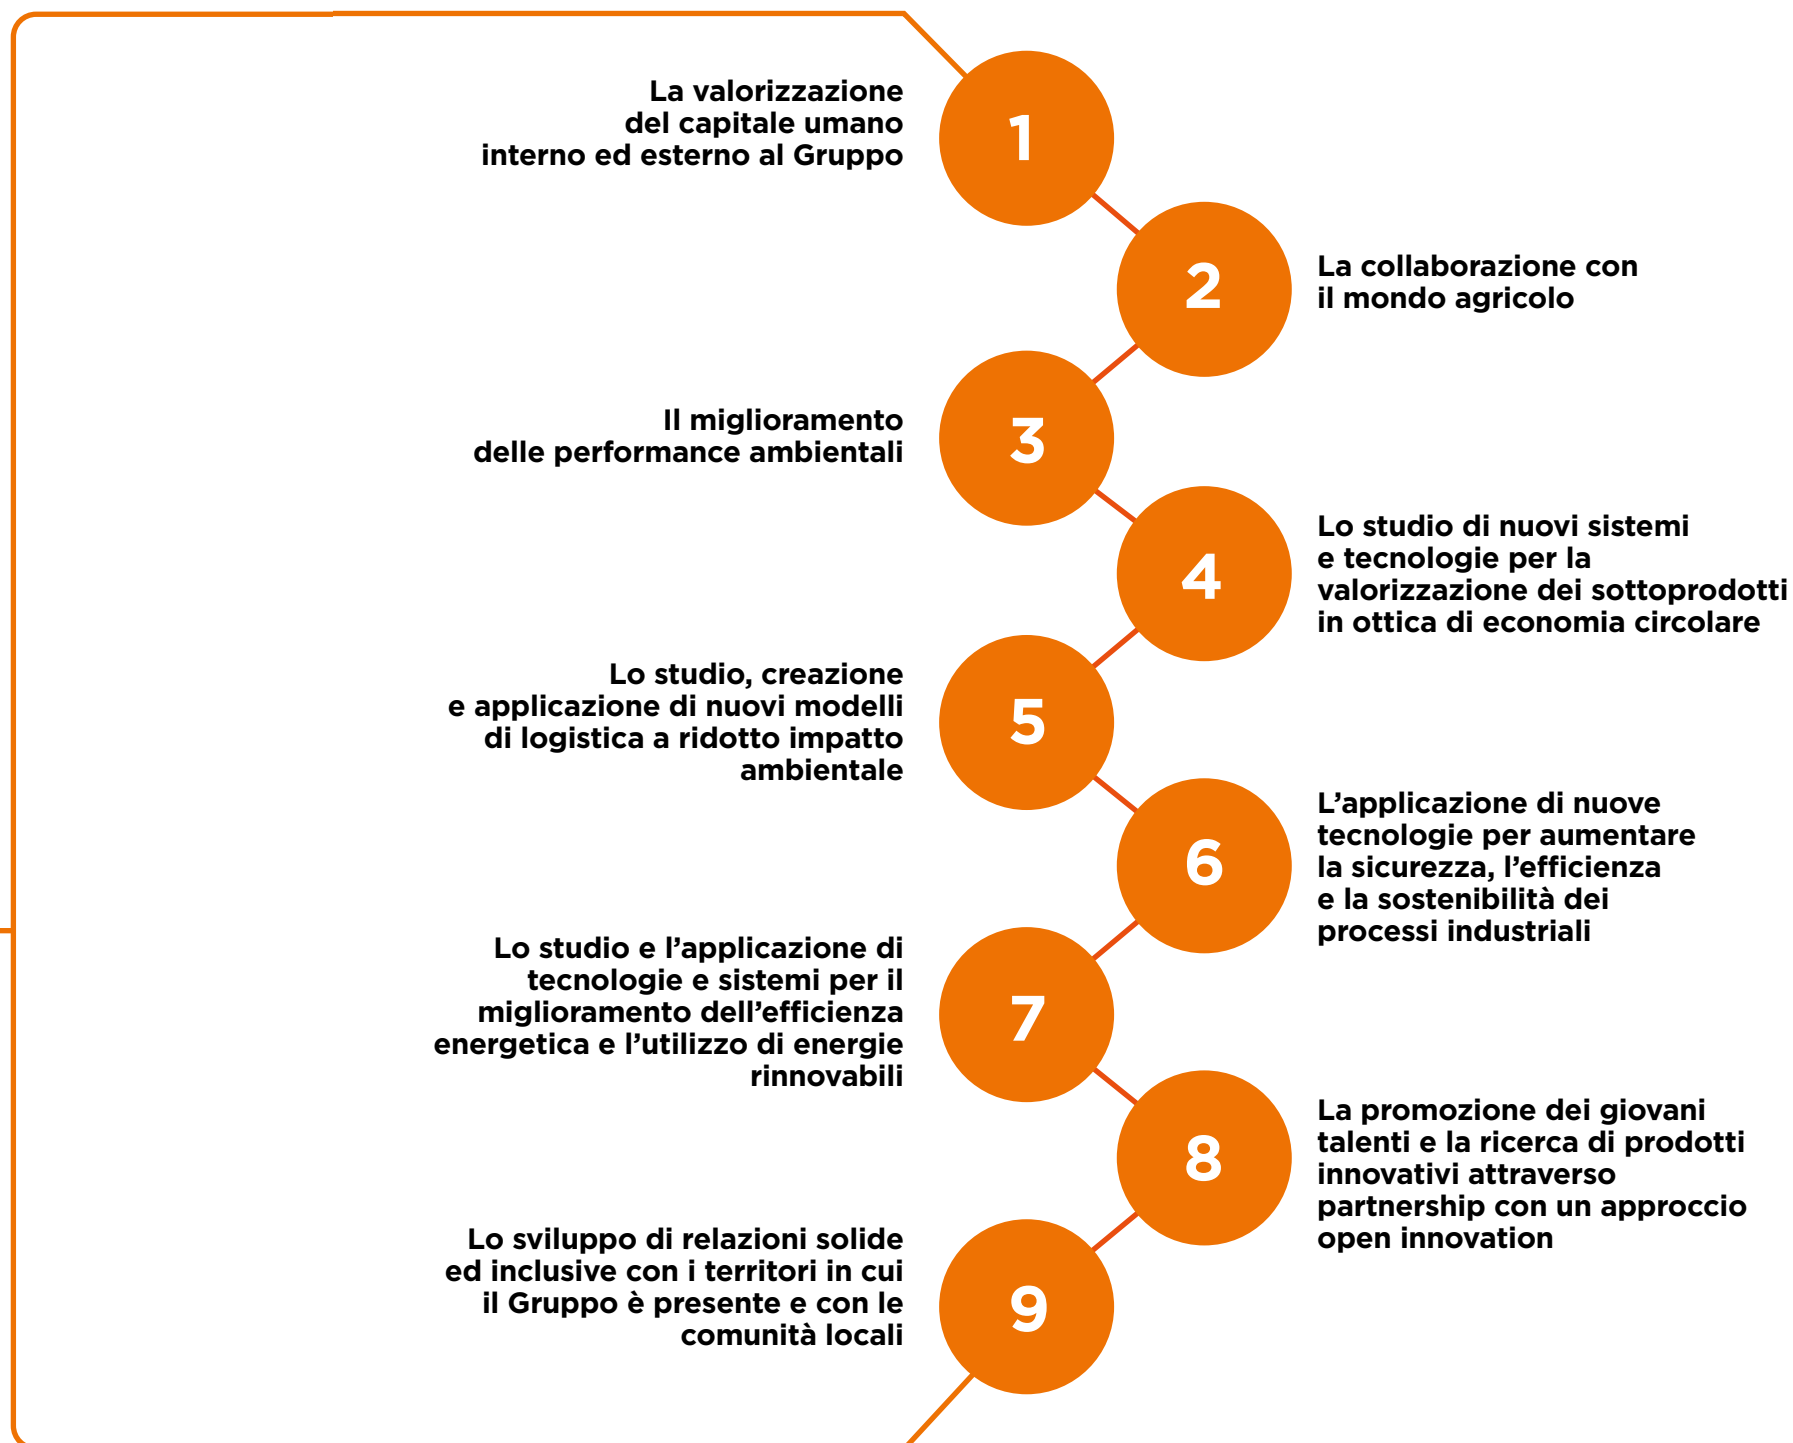 La valorizzazione
del capitale umano
interno ed esterno al Gruppo
1
2
La collaborazione con
il mondo agricolo
Il miglioramento
delle performance ambientali
3
4
Lo studio di nuovi sistemi
e tecnologie per la
valorizzazione dei sottoprodotti
in ottica di economia circolare
Lo studio, creazione
e applicazione di nuovi modelli
di logistica a ridotto impatto
ambientale
5
6
L’applicazione di nuove
tecnologie per aumentare
la sicurezza, l’efficienza
e la sostenibilità dei
processi industriali
Lo studio e l’applicazione di
tecnologie e sistemi per il
miglioramento dell’efficienza
energetica e l’utilizzo di energie
rinnovabili
7
8
La promozione dei giovani
talenti e la ricerca di prodotti
innovativi attraverso
partnership con un approccio
open innovation
Lo sviluppo di relazioni solide
ed inclusive con i territori in cui
il Gruppo è presente e con le
comunità locali
9